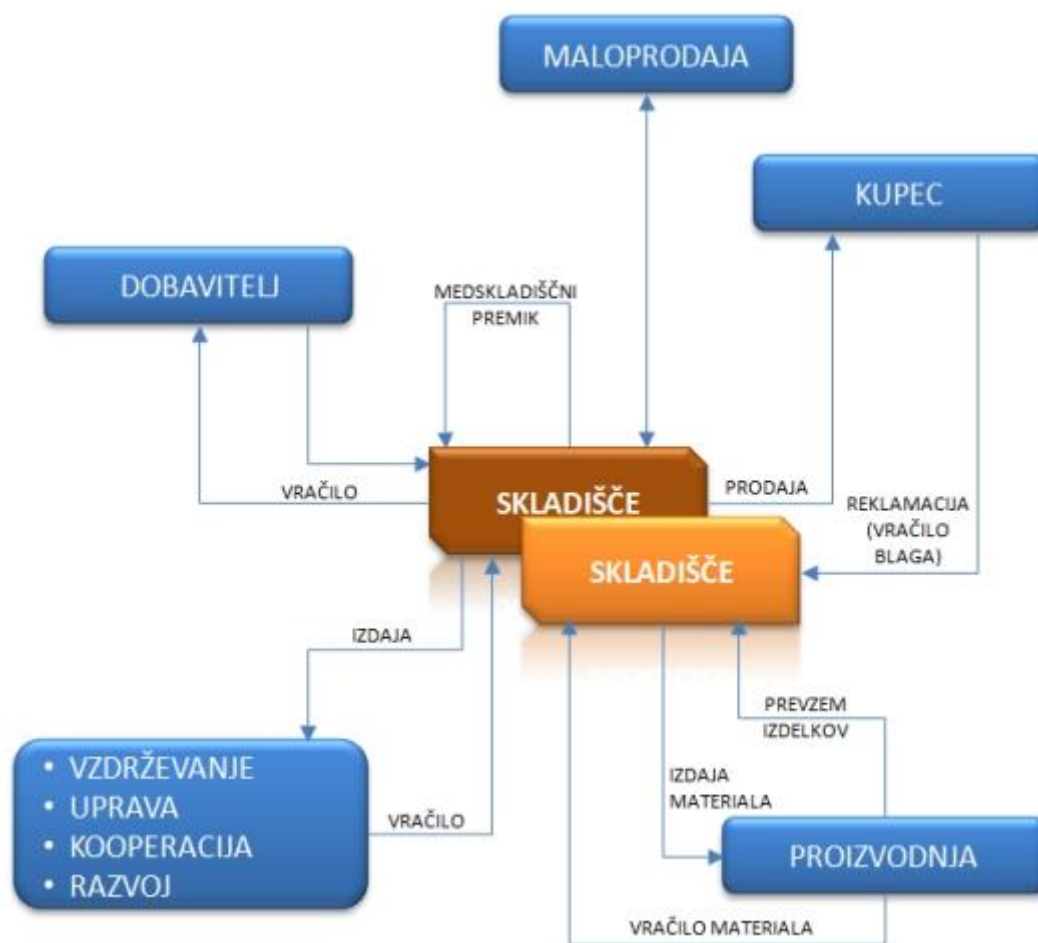 MALOPRODAJA
KUPEC
DOBAVITELJ
MEDSKLADIŠČNI
PREMIK
SKLADIŠČE
VRAČILO
PRODAJA
REKLAMACIJA
(VRAČILO
BLAGA)
SKLADIŠČE
IZDAJA
PREVZEM
IZDELKOV
• VZDRŽEVANJE
• UPRAVA
• KOOPERACIJA
• RAZVOJ
VRAČILO
IZDAJA
MATERIALA
PROIZVODNJA
VRAČILO MATERIALA